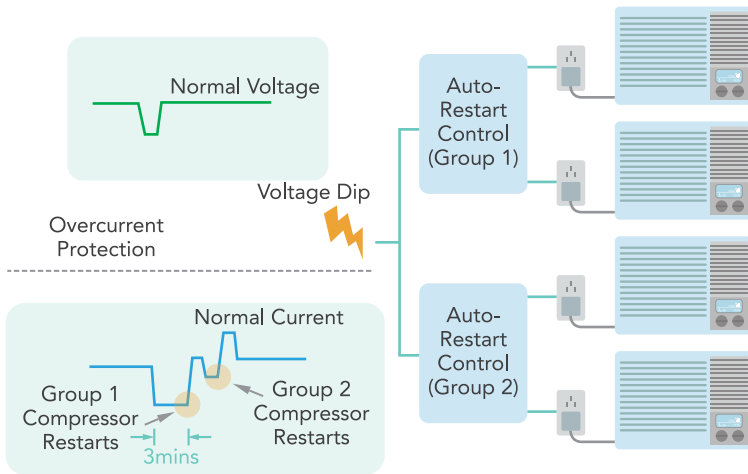 Normal Voltage
Voltage Dip
Overcurrent
Protection
Normal Current
Group 1
Compressor
Restarts
Group 2
Compressor
Restarts
3mins
Auto-
Restart
Control
(Group 1)
Auto-
Restart
Control
(Group 2)